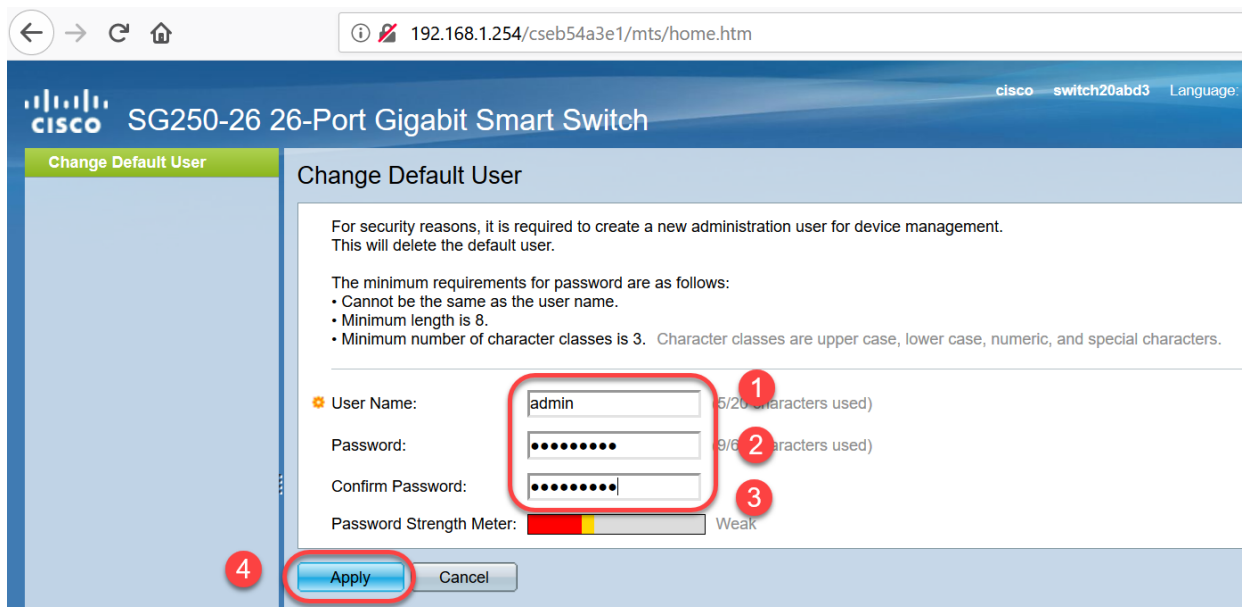 192.168.1.254/cseb54a3e1/mts/home.htm
cisco switch20abd3 Language:
CISCO SG250-26 26-Port Gigabit Smart Switch
Change Default User
Change Default User
For security reasons, it is required to create a new administration user for device management.
This will delete the default user.
The minimum requirements for password are as follows:
• Cannot be the same as the user name.
• Minimum length is 8.
• Minimum number of character classes is 3. Character classes are upper case, lower case, numeric, and special characters.
User Name: admin 1 characters used)
Password: ●●●●●●●●● 2 characters used)
Confirm Password: ●●●●●●●●● 3
Password Strength Meter: Weak
4 Apply Cancel